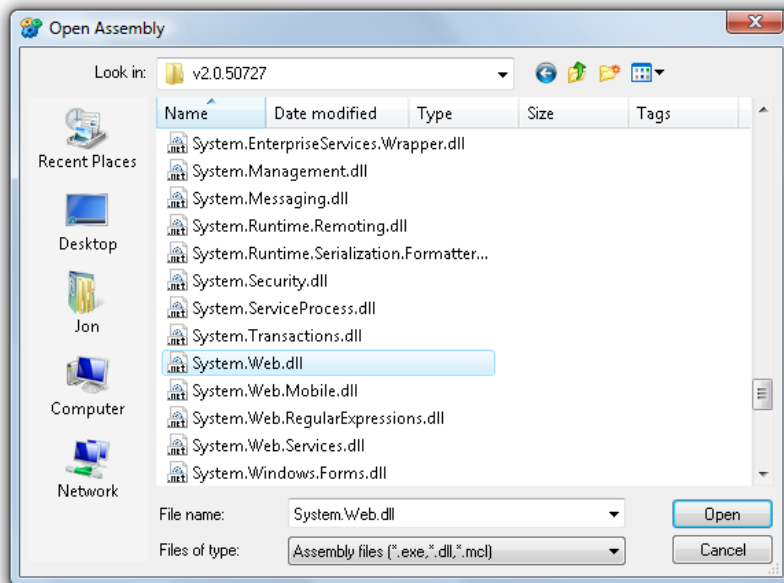 Open Assembly
Look in: v2.0.50727
Name Date modified Type Size Tags
System.EnterpriseServices.Wrapper.dll
System.Management.dll
System.Messaging.dll
System.Runtime.Remoting.dll
System.Runtime.Serialization.Formatter...
System.Security.dll
System.ServiceProcess.dll
System.Transactions.dll
System.Web.dll
System.Web.Mobile.dll
System.Web.RegularExpressions.dll
System.Web.Services.dll
System.Windows.Forms.dll
Recent Places
Desktop
Jon
Computer
Network
File name: System.Web.dll Open
Files of type: Assembly files (*.exe,*.dll,*.mcl) Cancel